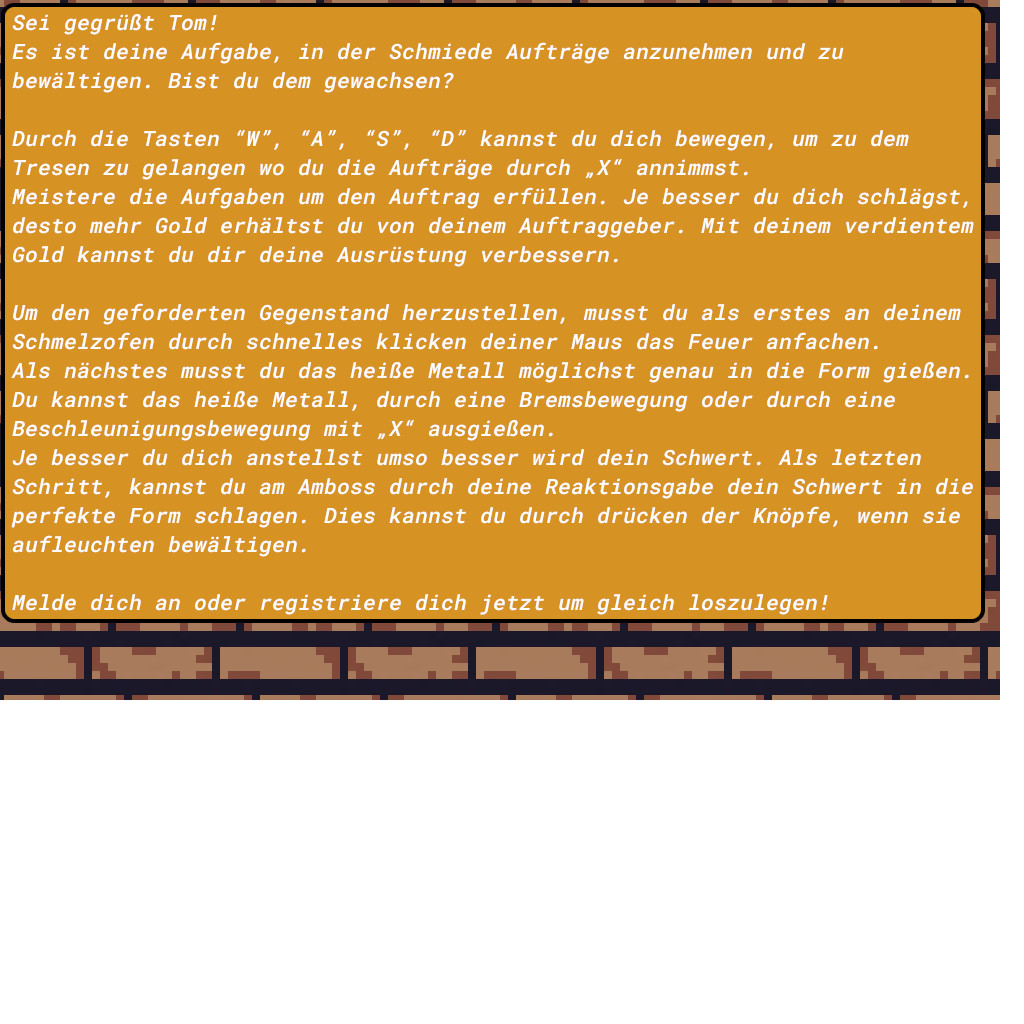 Sei gegrüßt Tom!
Es ist deine Aufgabe, in der Schmiede Aufträge anzunehmen und zu
bewältigen. Bist du dem gewachsen?
Durch die Tasten “W”, “A”, “S”, “D” kannst du dich bewegen, um zu dem
Tresen zu gelangen wo du die Aufträge durch „X“ annimmst.
Meistere die Aufgaben um den Auftrag erfüllen. Je besser du dich schlägst,
desto mehr Gold erhältst du von deinem Auftraggeber. Mit deinem verdientem
Gold kannst du dir deine Ausrüstung verbessern.
Um den geforderten Gegenstand herzustellen, musst du als erstes an deinem
Schmelzofen durch schnelles klicken deiner Maus das Feuer anfachen.
Als nächstes musst du das heiße Metall möglichst genau in die Form gießen.
Du kannst das heiße Metall, durch eine Bremsbewegung oder durch eine
Beschleunigungsbewegung mit „X“ ausgießen.
Je besser du dich anstellst umso besser wird dein Schwert. Als letzten
Schritt, kannst du am Amboss durch deine Reaktionsgabe dein Schwert in die
perfekte Form schlagen. Dies kannst du durch drücken der Knöpfe, wenn sie
aufleuchten bewältigen.
Melde dich an oder registriere dich jetzt um gleich loszulegen!